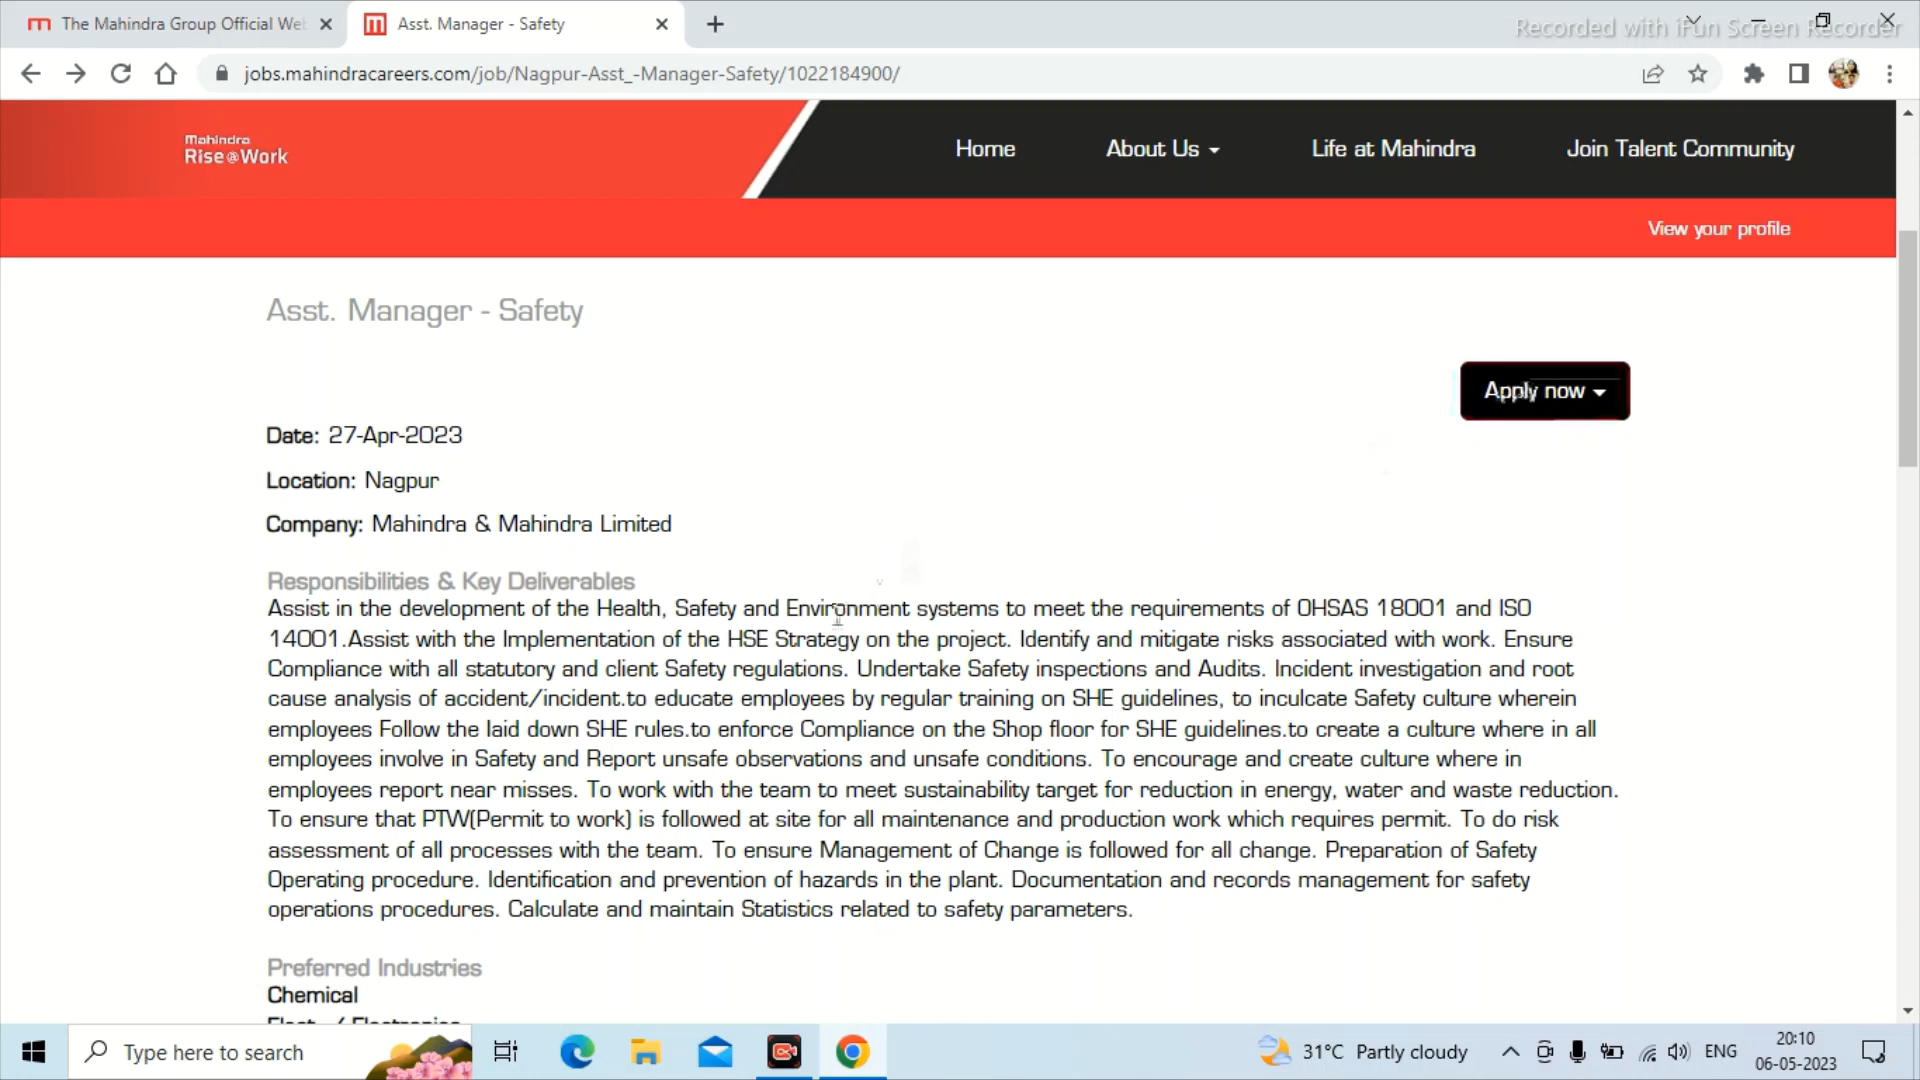 The Mahindra Group Official We
Asst. Manager - Safety
Recorded with iFun Screen Recorder
jobs.mahindracareers.com/job/Nagpur-Asst_-Manager-Safety/1022184900/
mahindra
Rise@Work
Home
About Us
Life at Mahindra
Join Talent Community
View your profile
Asst. Manager - Safety
Apply now
Date: 27-Apr-2023
Location: Nagpur
Company: Mahindra & Mahindra Limited
Responsibilities & Key Deliverables
Assist in the development of the Health, Safety and Environment systems to meet the requirements of OHSAS 18001 and ISO
14001.Assist with the Implementation of the HSE Strategy on the project. Identify and mitigate risks associated with work. Ensure
Compliance with all statutory and client Safety regulations. Undertake Safety inspections and Audits. Incident investigation and root
cause analysis of accident/incident.to educate employees by regular training on SHE guidelines, to inculcate Safety culture wherein
employees Follow the laid down SHE rules.to enforce Compliance on the Shop floor for SHE guidelines.to create a culture where in all
employees involve in Safety and Report unsafe observations and unsafe conditions. To encourage and create culture where in
employees report near misses. To work with the team to meet sustainability target for reduction in energy, water and waste reduction.
To ensure that PTW(Permit to work) is followed at site for all maintenance and production work which requires permit. To do risk
assessment of all processes with the team. To ensure Management of Change is followed for all change. Preparation of Safety
Operating procedure. Identification and prevention of hazards in the plant. Documentation and records management for safety
operations procedures. Calculate and maintain Statistics related to safety parameters.
Preferred Industries
Chemical
Elect. / Electronics
Type here to search
31°C Partly cloudy
ENG
20:10
06-05-2023